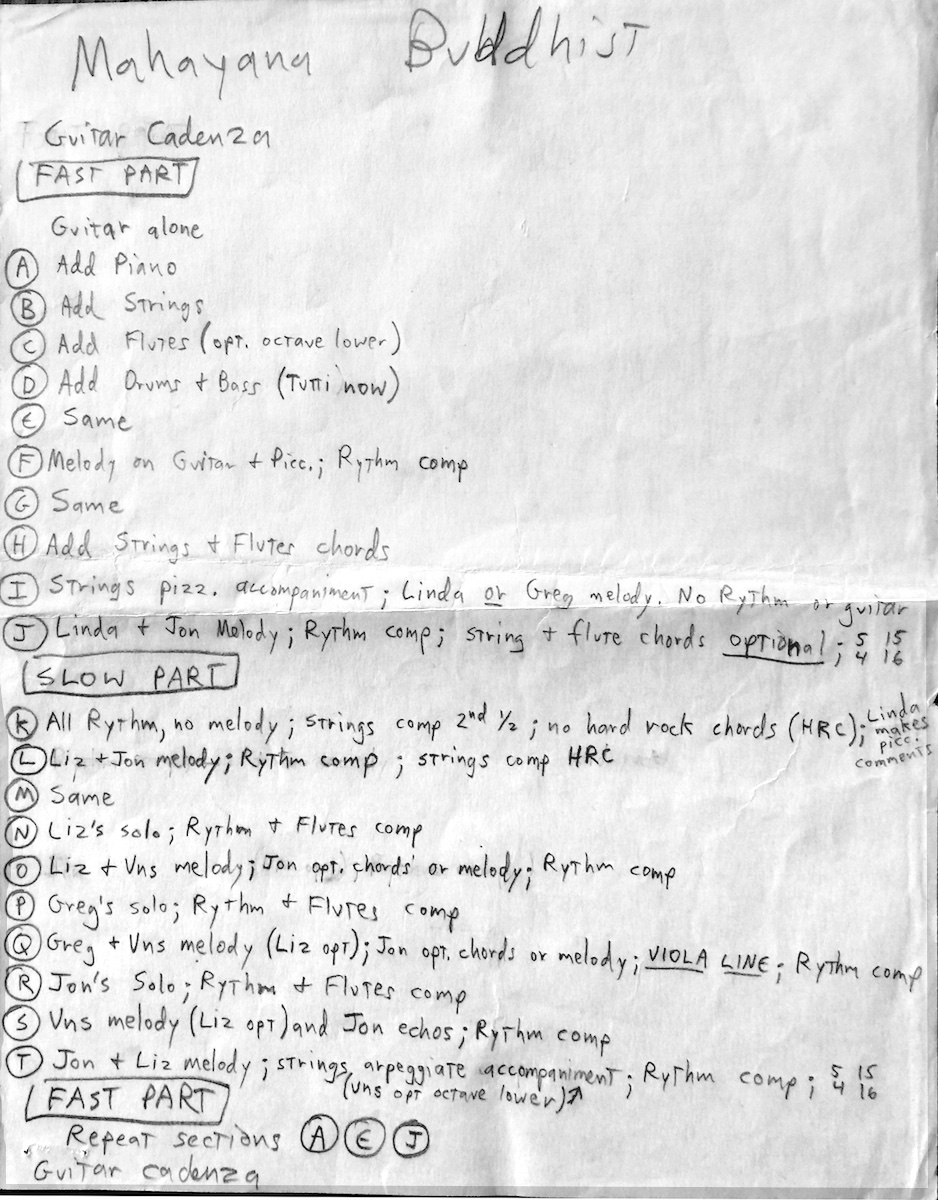 Mahayana Buddhist
Guitar Cadenza
FAST PART
Guitar alone
A Add Piano
B Add Strings
C Add Flutes (opt. octave lower)
D Add Drums + Bass (Tutti now)
E Same
F Melody on Guitar + Picc.; Rythm comp
G Same
H Add Strings + Flutes chords
I Strings pizz. accompaniment; Linda or Greg melody. No Rythm or guitar
J Linda + Jon Melody; Rythm comp; string + flute chords optional; 5/4 15/16
SLOW PART
K All Rythm, no melody; strings comp 2nd 1/2; no hard rock chords (HRC); Linda makes picc. comments
L Liz + Jon melody; Rythm comp; strings comp HRC
M Same
N Liz's solo; Rythm + Flutes comp
O Liz + Vns melody; Jon opt. chords or melody; Rythm comp
P Greg's solo; Rythm + Flutes comp
Q Greg + Vns melody (Liz opt); Jon opt. chords or melody; VIOLA LINE; Rythm comp
R Jon's Solo; Rythm + Flutes comp
S Vns melody (Liz opt) and Jon echos; Rythm comp
T Jon + Liz melody; strings arpeggiate accompaniment; Rythm comp; 5/4 15/16
(vns opt octave lower)↗
FAST PART
Repeat sections A E J
Guitar cadenza